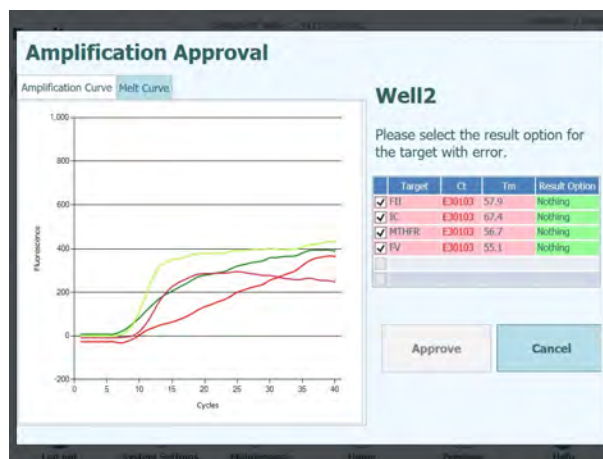 Amplification Approval
Amplification Curve Melt Curve
1,000
800
600
400
200
0
-200
Fluorescence
0 5 10 15 20 25 30 35 40
Cycles
Well2
Please select the result option for
the target with error.
Target Ct Tm Result Option
FII E30103 57.9 Nothing
IC E30103 67.4 Nothing
MTHFR E30103 56.7 Nothing
FV E30103 55.1 Nothing
Approve Cancel